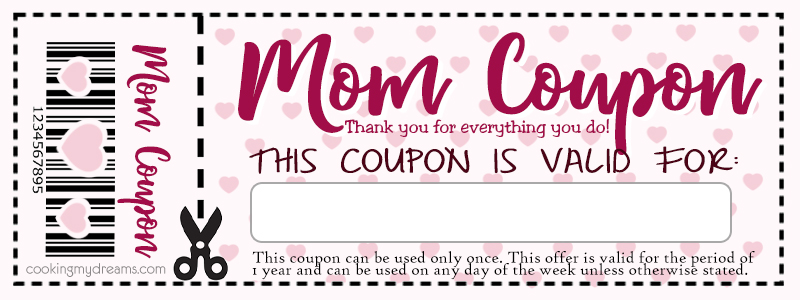 Mom Coupon
1234567895
cookingmydreams.com
Mom Coupon
Thank you for everything you do!
THIS COUPON IS VALID FOR:
This coupon can be used only once. This offer is valid for the period of
1 year and can be used on any day of the week unless otherwise stated.